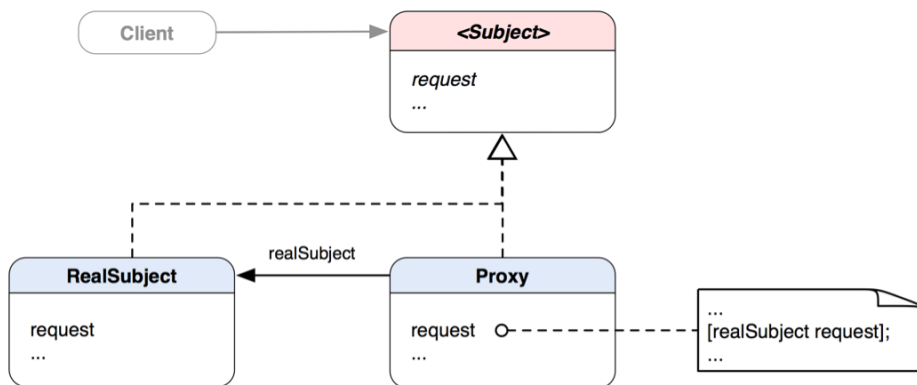 Client
<Subject>
request
...
realSubject
RealSubject
request
...
Proxy
request
...
...
[realSubject request];
...